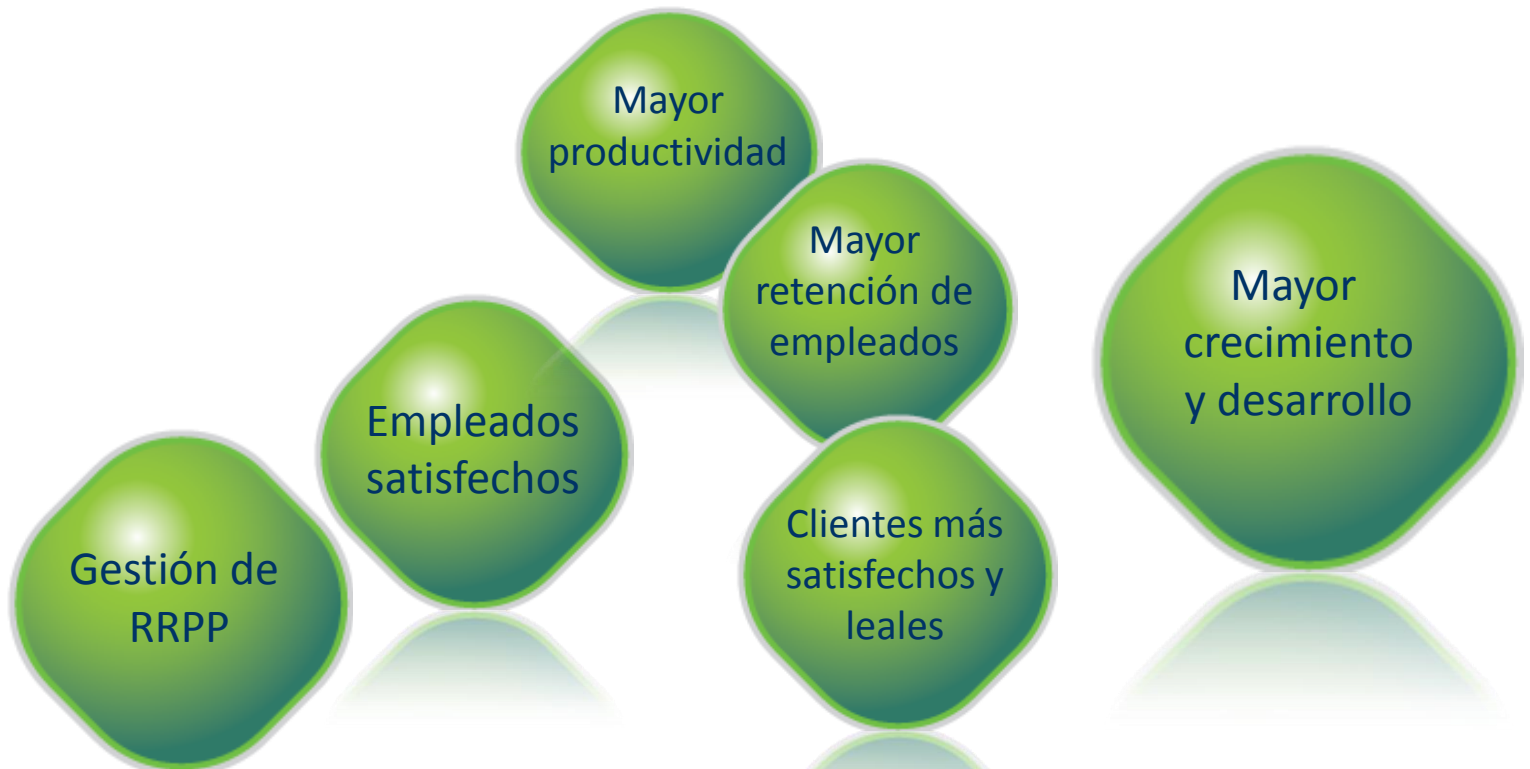 Mayor
productividad
Mayor
retención de
empleados
Mayor
crecimiento
y desarrollo
Empleados
satisfechos
Clientes más
satisfechos y
leales
Gestión de
RRPP